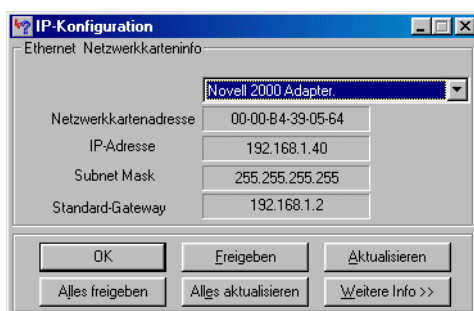 IP-Konfiguration
Ethernet Netzwerkkarteninfo
Novell 2000 Adapter.
Netzwerkkartenadresse 00-00-B4-39-05-64
IP-Adresse 192.168.1.40
Subnet Mask 255.255.255.255
Standard-Gateway 192.168.1.2
OK Freigeben Aktualisieren
Alles freigeben Alles aktualisieren Weitere Info >>